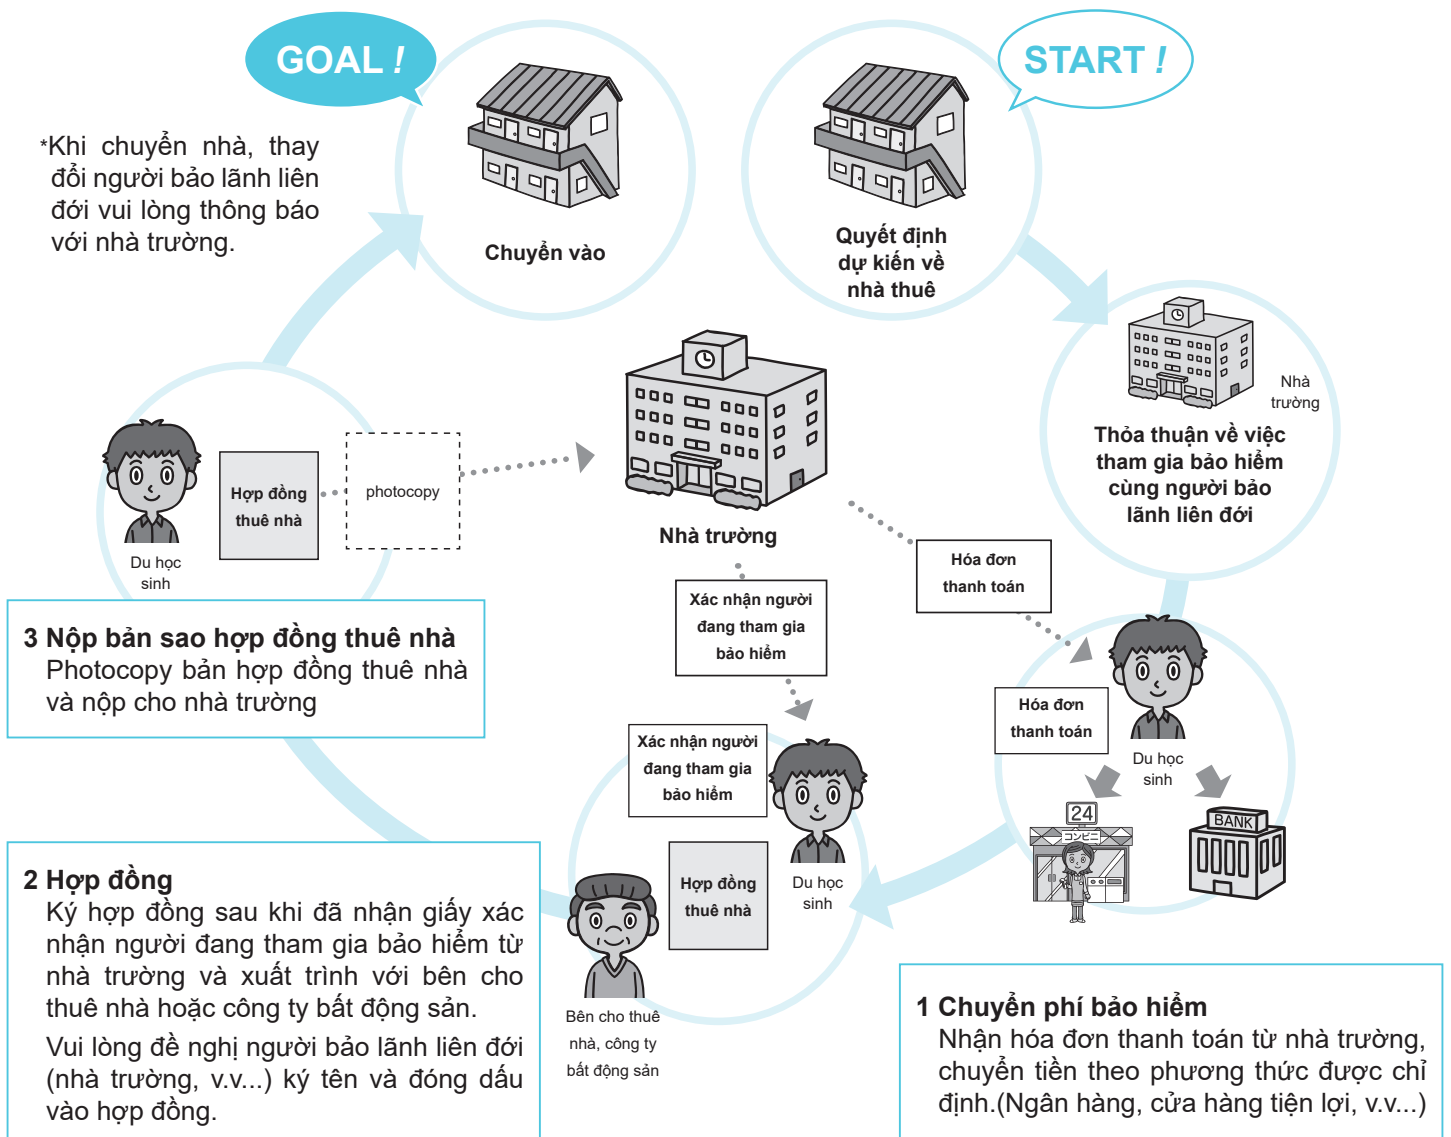 GOAL !
START !
*Khi chuyển nhà, thay
đổi người bảo lãnh liên
đới vui lòng thông báo
với nhà trường.
Chuyển vào
Quyết định
dự kiến về
nhà thuê
Nhà
trường
Thỏa thuận về việc
tham gia bảo hiểm
cùng người bảo
lãnh liên đới
Hợp đồng
thuê nhà
photocopy
Du học
sinh
Nhà trường
Hóa đơn
thanh toán
Xác nhận người
đang tham gia
bảo hiểm
3 Nộp bản sao hợp đồng thuê nhà
Photocopy bản hợp đồng thuê nhà
và nộp cho nhà trường
Hóa đơn
thanh toán
Du học
sinh
24
コンビニ
BANK
Xác nhận người
đang tham gia
bảo hiểm
Hợp đồng
thuê nhà
Du học
sinh
Bên cho thuê
nhà, công ty
bất động sản
2 Hợp đồng
Ký hợp đồng sau khi đã nhận giấy xác
nhận người đang tham gia bảo hiểm từ
nhà trường và xuất trình với bên cho
thuê nhà hoặc công ty bất động sản.
Vui lòng đề nghị người bảo lãnh liên đới
(nhà trường, v.v...) ký tên và đóng dấu
vào hợp đồng.
1 Chuyển phí bảo hiểm
Nhận hóa đơn thanh toán từ nhà trường,
chuyển tiền theo phương thức được chỉ
định.(Ngân hàng, cửa hàng tiện lợi, v.v...)